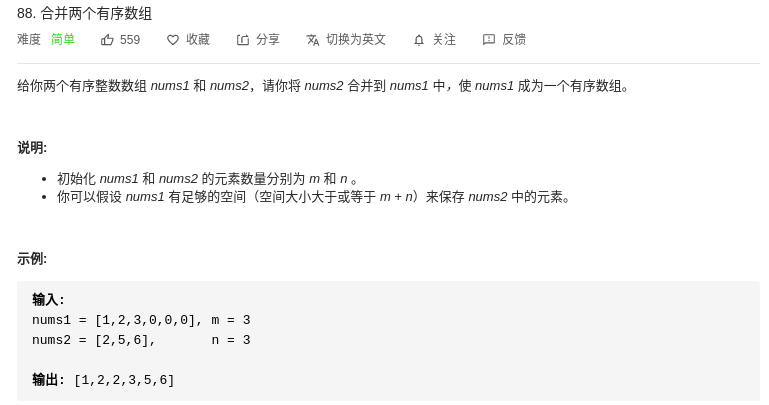 88. 合并两个有序数组
难度 简单 559 收藏 分享 切换为英文 关注 反馈
给你两个有序整数数组 nums1 和 nums2，请你将 nums2 合并到 nums1 中，使 nums1 成为一个有序数组。
说明:
• 初始化 nums1 和 nums2 的元素数量分别为 m 和 n 。
• 你可以假设 nums1 有足够的空间（空间大小大于或等于 m + n）来保存 nums2 中的元素。
示例:
输入:
nums1 = [1,2,3,0,0,0], m = 3
nums2 = [2,5,6],       n = 3
输出: [1,2,2,3,5,6]